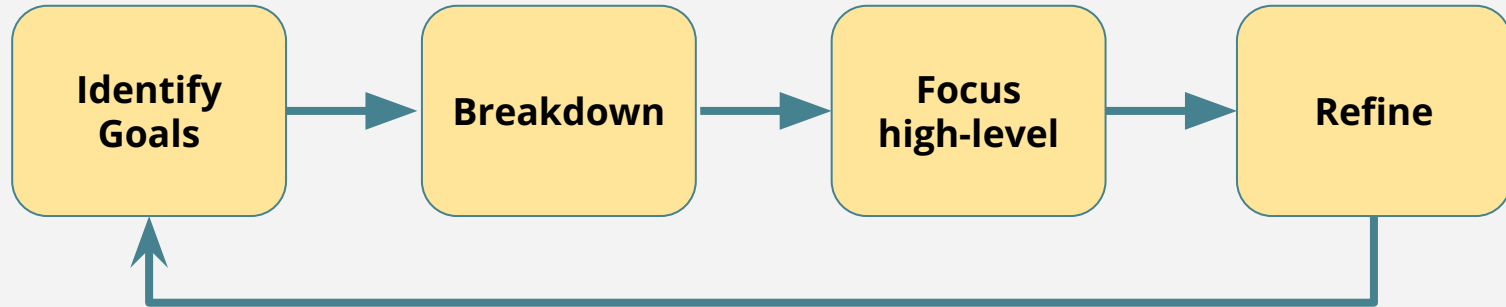 Identify
Goals
Breakdown
Focus
high-level
Refine